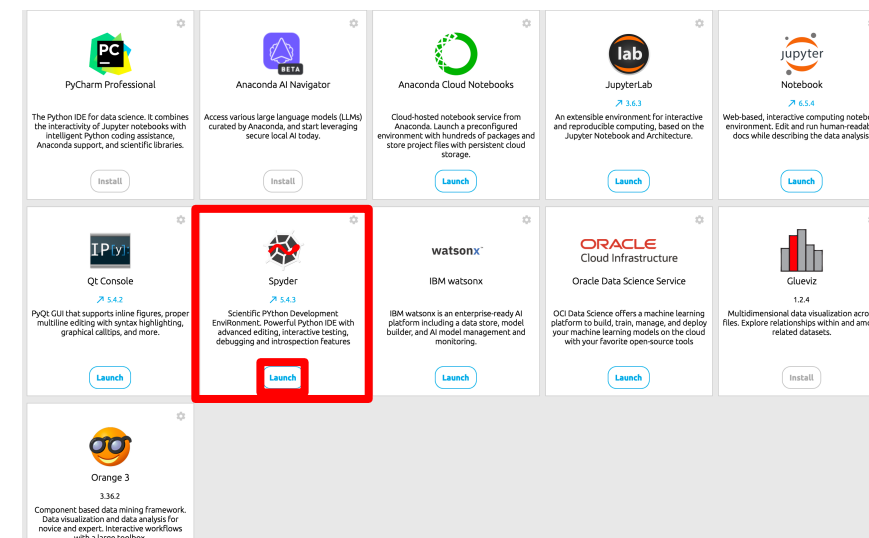 PC
PyCharm Professional
The Python IDE for data science. It combines
the interactivity of Jupyter notebooks with
intelligent Python coding assistance,
Anaconda support, and scientific libraries.
Install
BETA
Anaconda AI Navigator
Access various large language models (LLMs)
curated by Anaconda, and start leveraging
secure local AI today.
Install
Anaconda Cloud Notebooks
Cloud-hosted notebook service from
Anaconda. Launch a preconfigured
environment with hundreds of packages and
store project files with persistent cloud
storage.
Launch
lab
JupyterLab
3.6.3
An extensible environment for interactive
and reproducible computing, based on the
Jupyter Notebook and Architecture.
Launch
jupyter
Notebook
6.5.4
Web-based, interactive computing
environment. Edit and run
docs while describing the data analysis
Launch
IP[y]:
Qt Console
5.4.2
PyQt GUI that supports inline figures, proper
multiline editing with syntax highlighting,
graphical calltips, and more.
Launch
Spyder
5.4.3
Scientific PYthon Development
EnviRonment. Powerful Python IDE with
advanced editing, interactive testing,
debugging and introspection features
Launch
watsonx
IBM watsonx
IBM watsonx is an enterprise-ready AI
platform including a data store, model
builder, and AI model management and
monitoring.
Launch
ORACLE
Cloud Infrastructure
Oracle Data Science Service
OCI Data Science offers a machine learning
platform to build, train, manage, and deploy
your machine learning models on the cloud
with your favorite open-source tools
Launch
Glueviz
1.2.4
Multidimensional data visualization
files. Explore relationships within and
related datasets.
Install
Orange 3
3.36.2
Component based data mining framework.
Data visualization and data analysis for
novice and expert. Interactive workflows
with a large toolbox